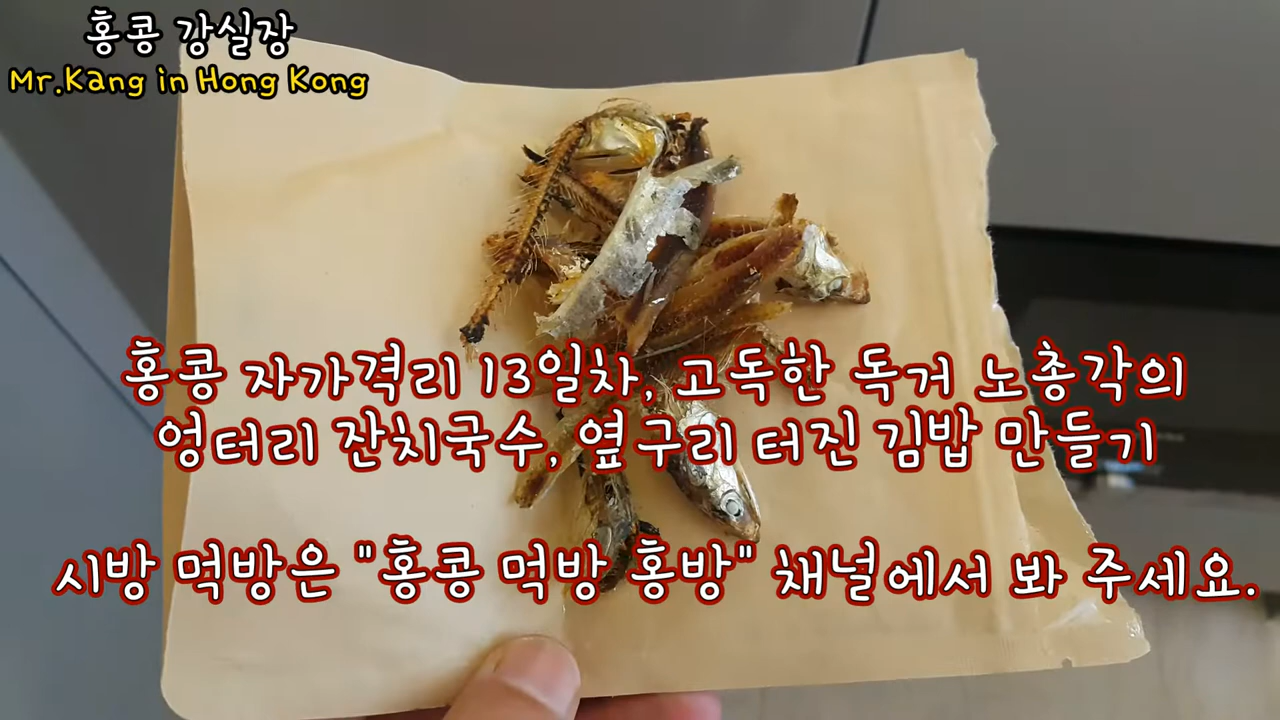 홍콩 강실장
Mr.Kang in Hong Kong
홍콩 자가격리 13일차, 고독한 독거 노총각의
엉터리 잔치국수, 옆구리 터진 김밥 만들기
시방 먹방은 "홍콩 먹방 홍방" 채널에서 봐 주세요.